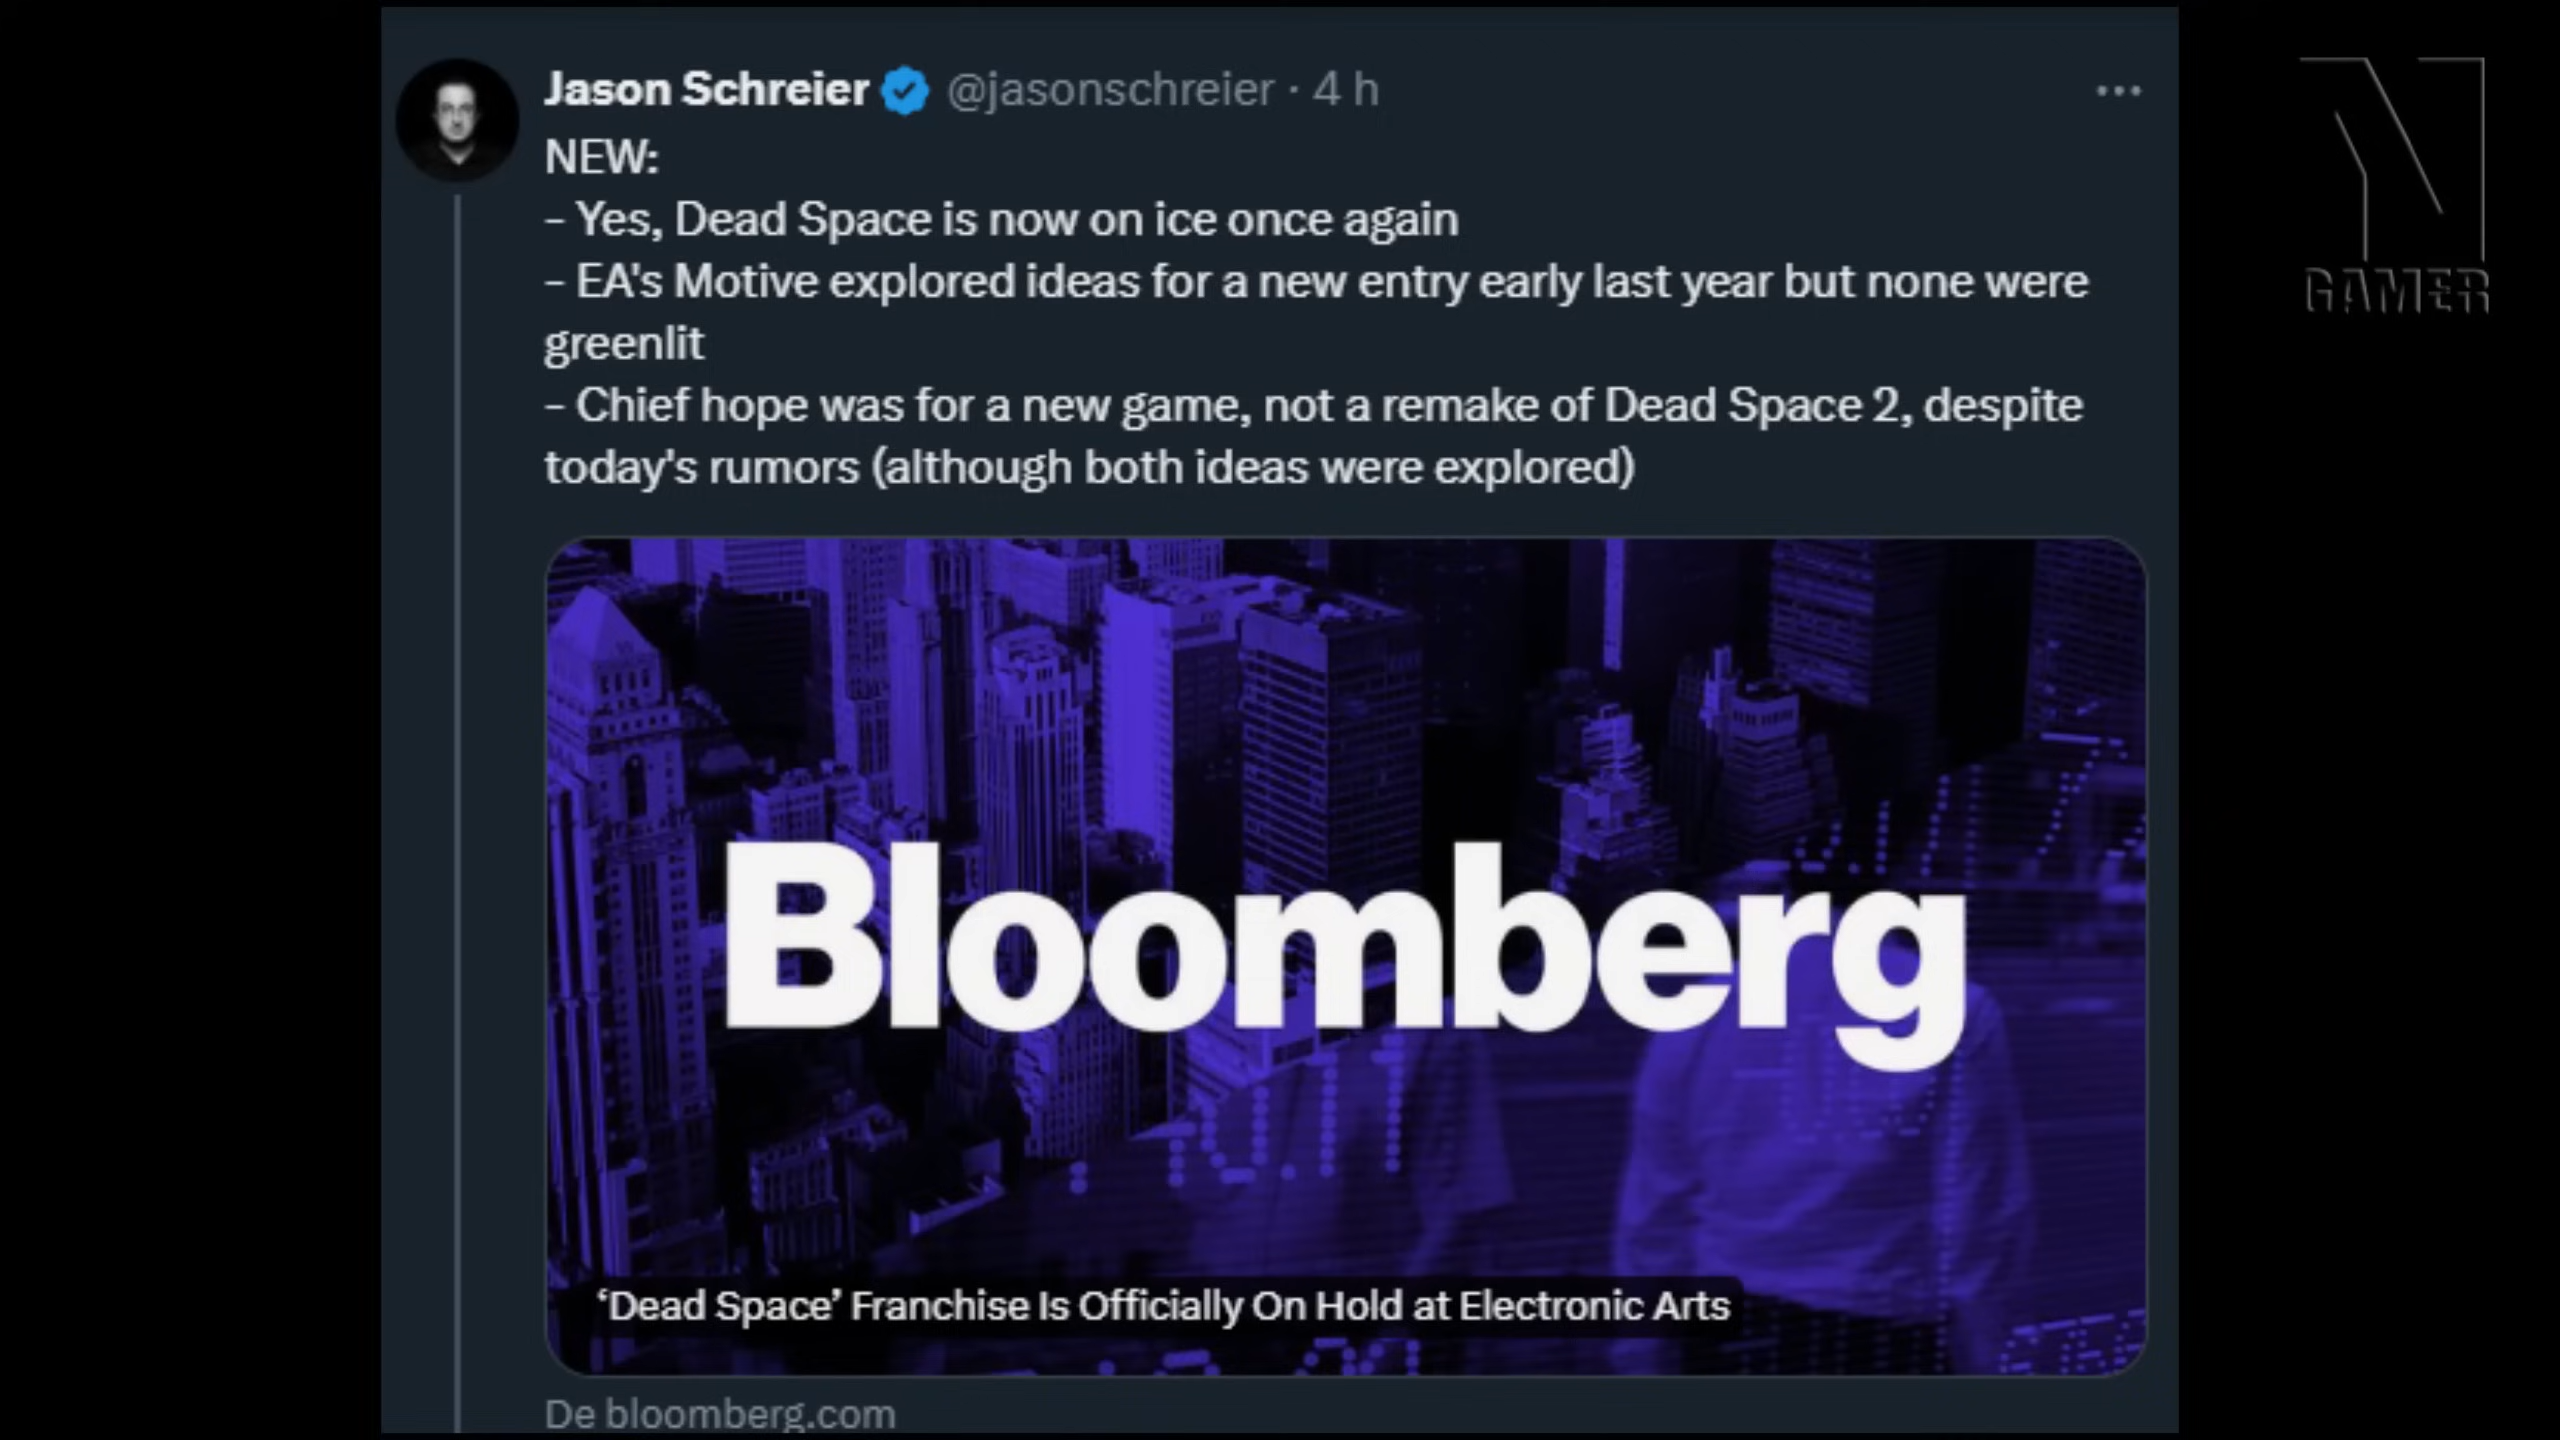 Jason Schreier @jasonschreier · 4 h
NEW:
– Yes, Dead Space is now on ice once again
– EA's Motive explored ideas for a new entry early last year but none were
greenlit
– Chief hope was for a new game, not a remake of Dead Space 2, despite
today's rumors (although both ideas were explored)
Bloomberg
‘Dead Space’ Franchise Is Officially On Hold at Electronic Arts
De bloomberg.com
GAMER